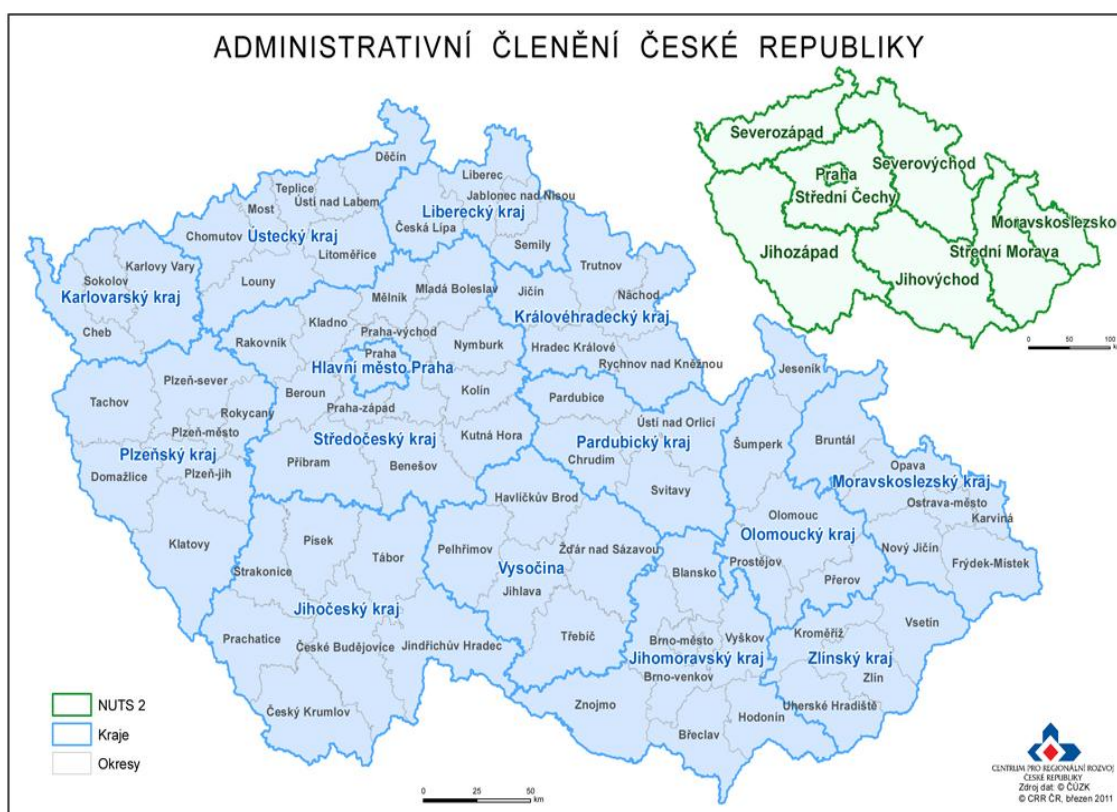 ADMINISTRATIVNÍ ČLENĚNÍ ČESKÉ REPUBLIKY
Severozápad
Severovýchod
Praha
Střední Čechy
Moravskoslezsko
Jihozápad
Střední Morava
Jihovýchod
0 50 100
Děčín
Liberec
Teplice
Jablonec nad Nisou
Ústí nad Labem
Most
Liberecký kraj
Česká Lípa
Chomutov
Ústecký kraj
Semily
Litoměřice
Karlovy Vary
Trutnov
Sokolov
Louny
Karlovarský kraj
Mladá Boleslav
Jičín
Náchod
Mělník
Královéhradecký kraj
Kladno
Cheb
Praha-východ
Rakovník
Nymburk
Hradec Králové
Praha
Rychnov nad Kněžnou
Hlavní město Praha
Jeseník
Plzeň-sever
Beroun
Kolín
Pardubice
Tachov
Rokycany
Praha-západ
Ústí nad Orlicí
Plzeň-město
Středočeský kraj
Kutná Hora
Pardubický kraj
Šumperk
Bruntál
Plzeňský kraj
Příbram
Benešov
Chrudim
Opava
Domažlice
Plzeň-jih
Moravskoslezský kraj
Svitavy
Havlíčkův Brod
Ostrava-město
Olomouc
Karviná
Olomoucký kraj
Klatovy
Písek
Tábor
Pelhřimov
Žďár nad Sázavou
Nový Jičín
Frýdek-Místek
Strakonice
Vysočina
Blansko
Prostějov
Přerov
Jihlava
Jihočeský kraj
Vsetín
Prachatice
České Budějovice
Jindřichův Hradec
Třebíč
Brno-město
Vyškov
Kroměříž
Jihomoravský kraj
Zlínský kraj
Brno-venkov
Zlín
Znojmo
Uherské Hradiště
Český Krumlov
Hodonín
Břeclav
NUTS 2
Kraje
Okresy
0 25 50
km
CENTRUM PRO REGIONÁLNÍ ROZVOJ
ČESKÉ REPUBLIKY
Zdroj dat: © ČÚZK
© CRR ČR, březen 2011